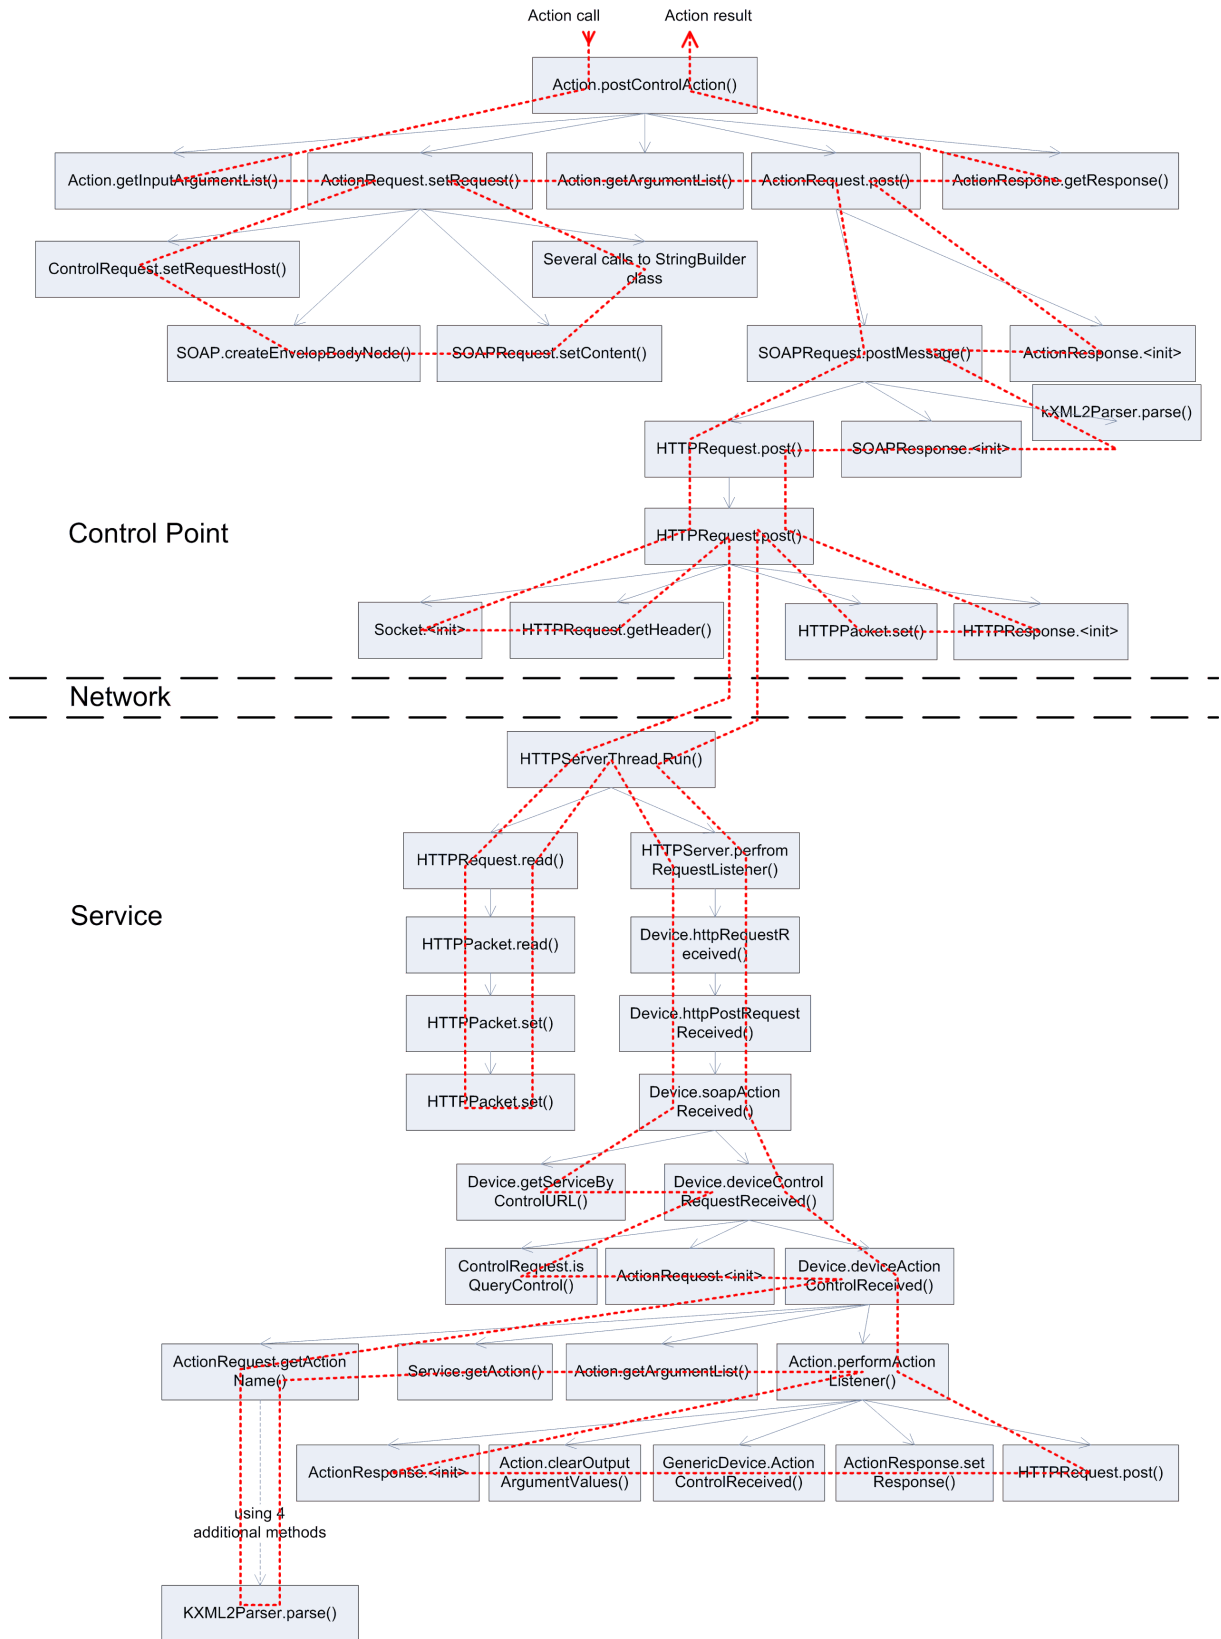 Action call
Action result
Action.postControlAction()
Action.getInputArgumentList()
ActionRequest.setRequest()
Action.getArgumentList()
ActionRequest.post()
ActionRespone.getResponse()
ControlRequest.setRequestHost()
Several calls to StringBuilder
class
SOAP.createEnvelopBodyNode()
SOAPRequest.setContent()
SOAPRequest.postMessage()
ActionResponse.<init>
kXML2Parser.parse()
HTTPRequest.post()
SOAPResponse.<init>
Control Point
HTTPRequest.post()
Socket.<init>
HTTPRequest.getHeader()
HTTPPacket.set()
HTTPResponse.<init>
Network
HTTPServerThread.Run()
HTTPRequest.read()
HTTPServer.perfrom
RequestListener()
Service
HTTPPacket.read()
Device.httpRequestR
eceived()
HTTPPacket.set()
Device.httpPostRequest
Received()
HTTPPacket.set()
Device.soapAction
Received()
Device.getServiceBy
ControlURL()
Device.deviceControl
RequestReceived()
ControlRequest.is
QueryControl()
ActionRequest.<init>
Device.deviceAction
ControlReceived()
ActionRequest.getAction
Name()
Service.getAction()
Action.getArgumentList()
Action.performAction
Listener()
ActionResponse.<init>
Action.clearOutput
ArgumentValues()
GenericDevice.Action
ControlReceived()
ActionResponse.set
Response()
HTTPRequest.post()
using 4
additional methods
KXML2Parser.parse()